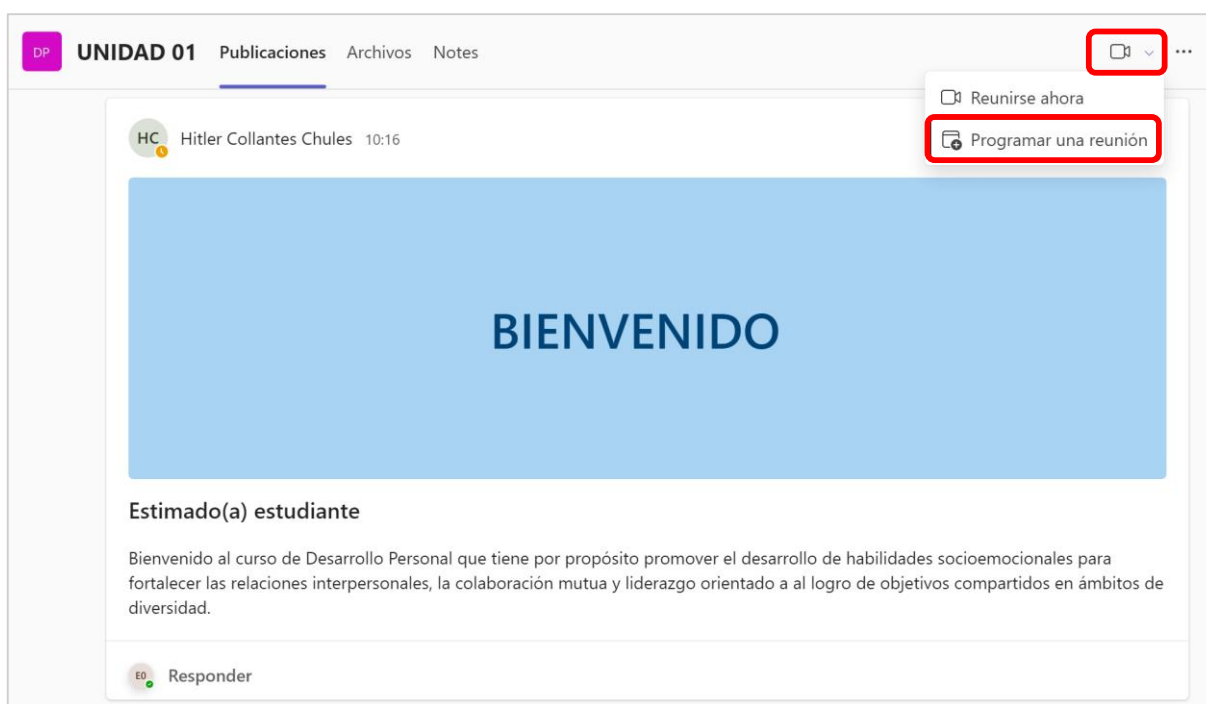 DP UNIDAD 01 Publicaciones Archivos Notes
Reunirse ahora
Programar una reunión
HC Hitler Collantes Chules 10:16
BIENVENIDO
Estimado(a) estudiante
Bienvenido al curso de Desarrollo Personal que tiene por propósito promover el desarrollo de habilidades socioemocionales para
fortalecer las relaciones interpersonales, la colaboración mutua y liderazgo orientado a al logro de objetivos compartidos en ámbitos de
diversidad.
EO Responder